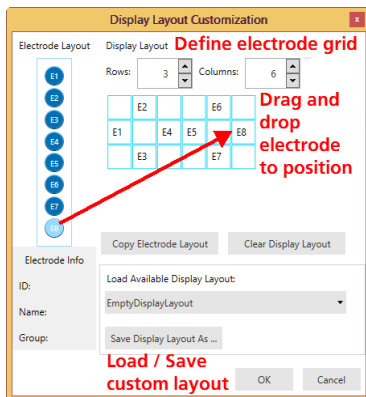 Display Layout Customization x
Electrode Layout Display Layout Define electrode grid
Rows: 3 Columns: 6
E1
E2
E3
E4
E5
E6
E7
E8
E2 E6
E1 E4 E5 E8
E3 E7
Drag and
drop
electrode
to position
Copy Electrode Layout Clear Display Layout
Electrode Info
ID:
Name:
Group:
Load Available Display Layout:
EmptyDisplayLayout
Save Display Layout As ...
Load / Save
custom layout
OK Cancel